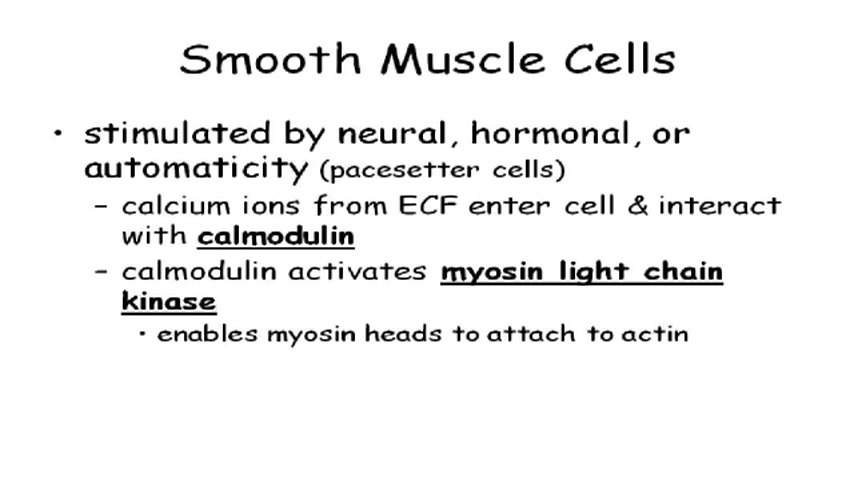 Smooth Muscle Cells
• stimulated by neural, hormonal, or
automaticity (pacesetter cells)
– calcium ions from ECF enter cell & interact
with calmodulin
– calmodulin activates myosin light chain
kinase
• enables myosin heads to attach to actin